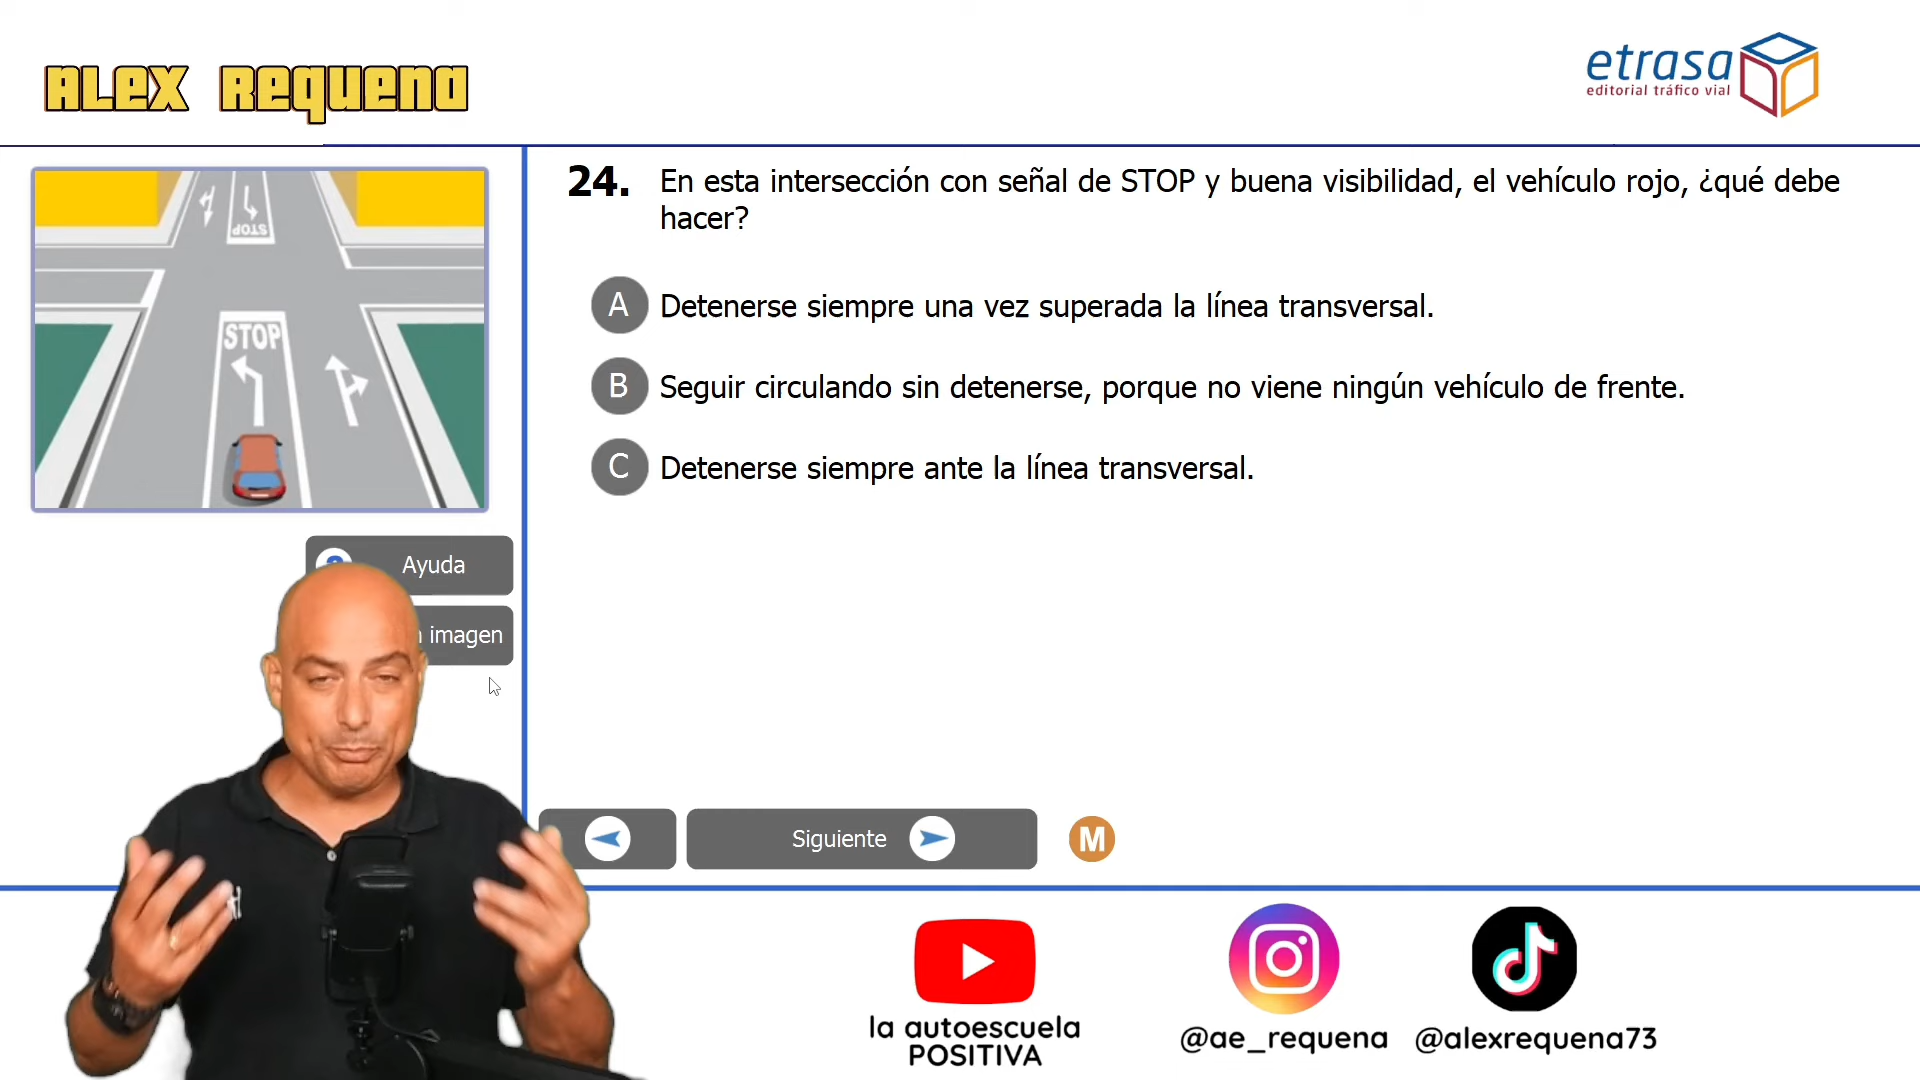 ALEX REQUENA
etrasa
editorial tráfico vial
24. En esta intersección con señal de STOP y buena visibilidad, el vehículo rojo, ¿qué debe
hacer?
STOP
STOP
A Detenerse siempre una vez superada la línea transversal.
B Seguir circulando sin detenerse, porque no viene ningún vehículo de frente.
C Detenerse siempre ante la línea transversal.
Ayuda
imagen
Siguiente
M
la autoescuela
POSITIVA
@ae_requena
@alexrequena73